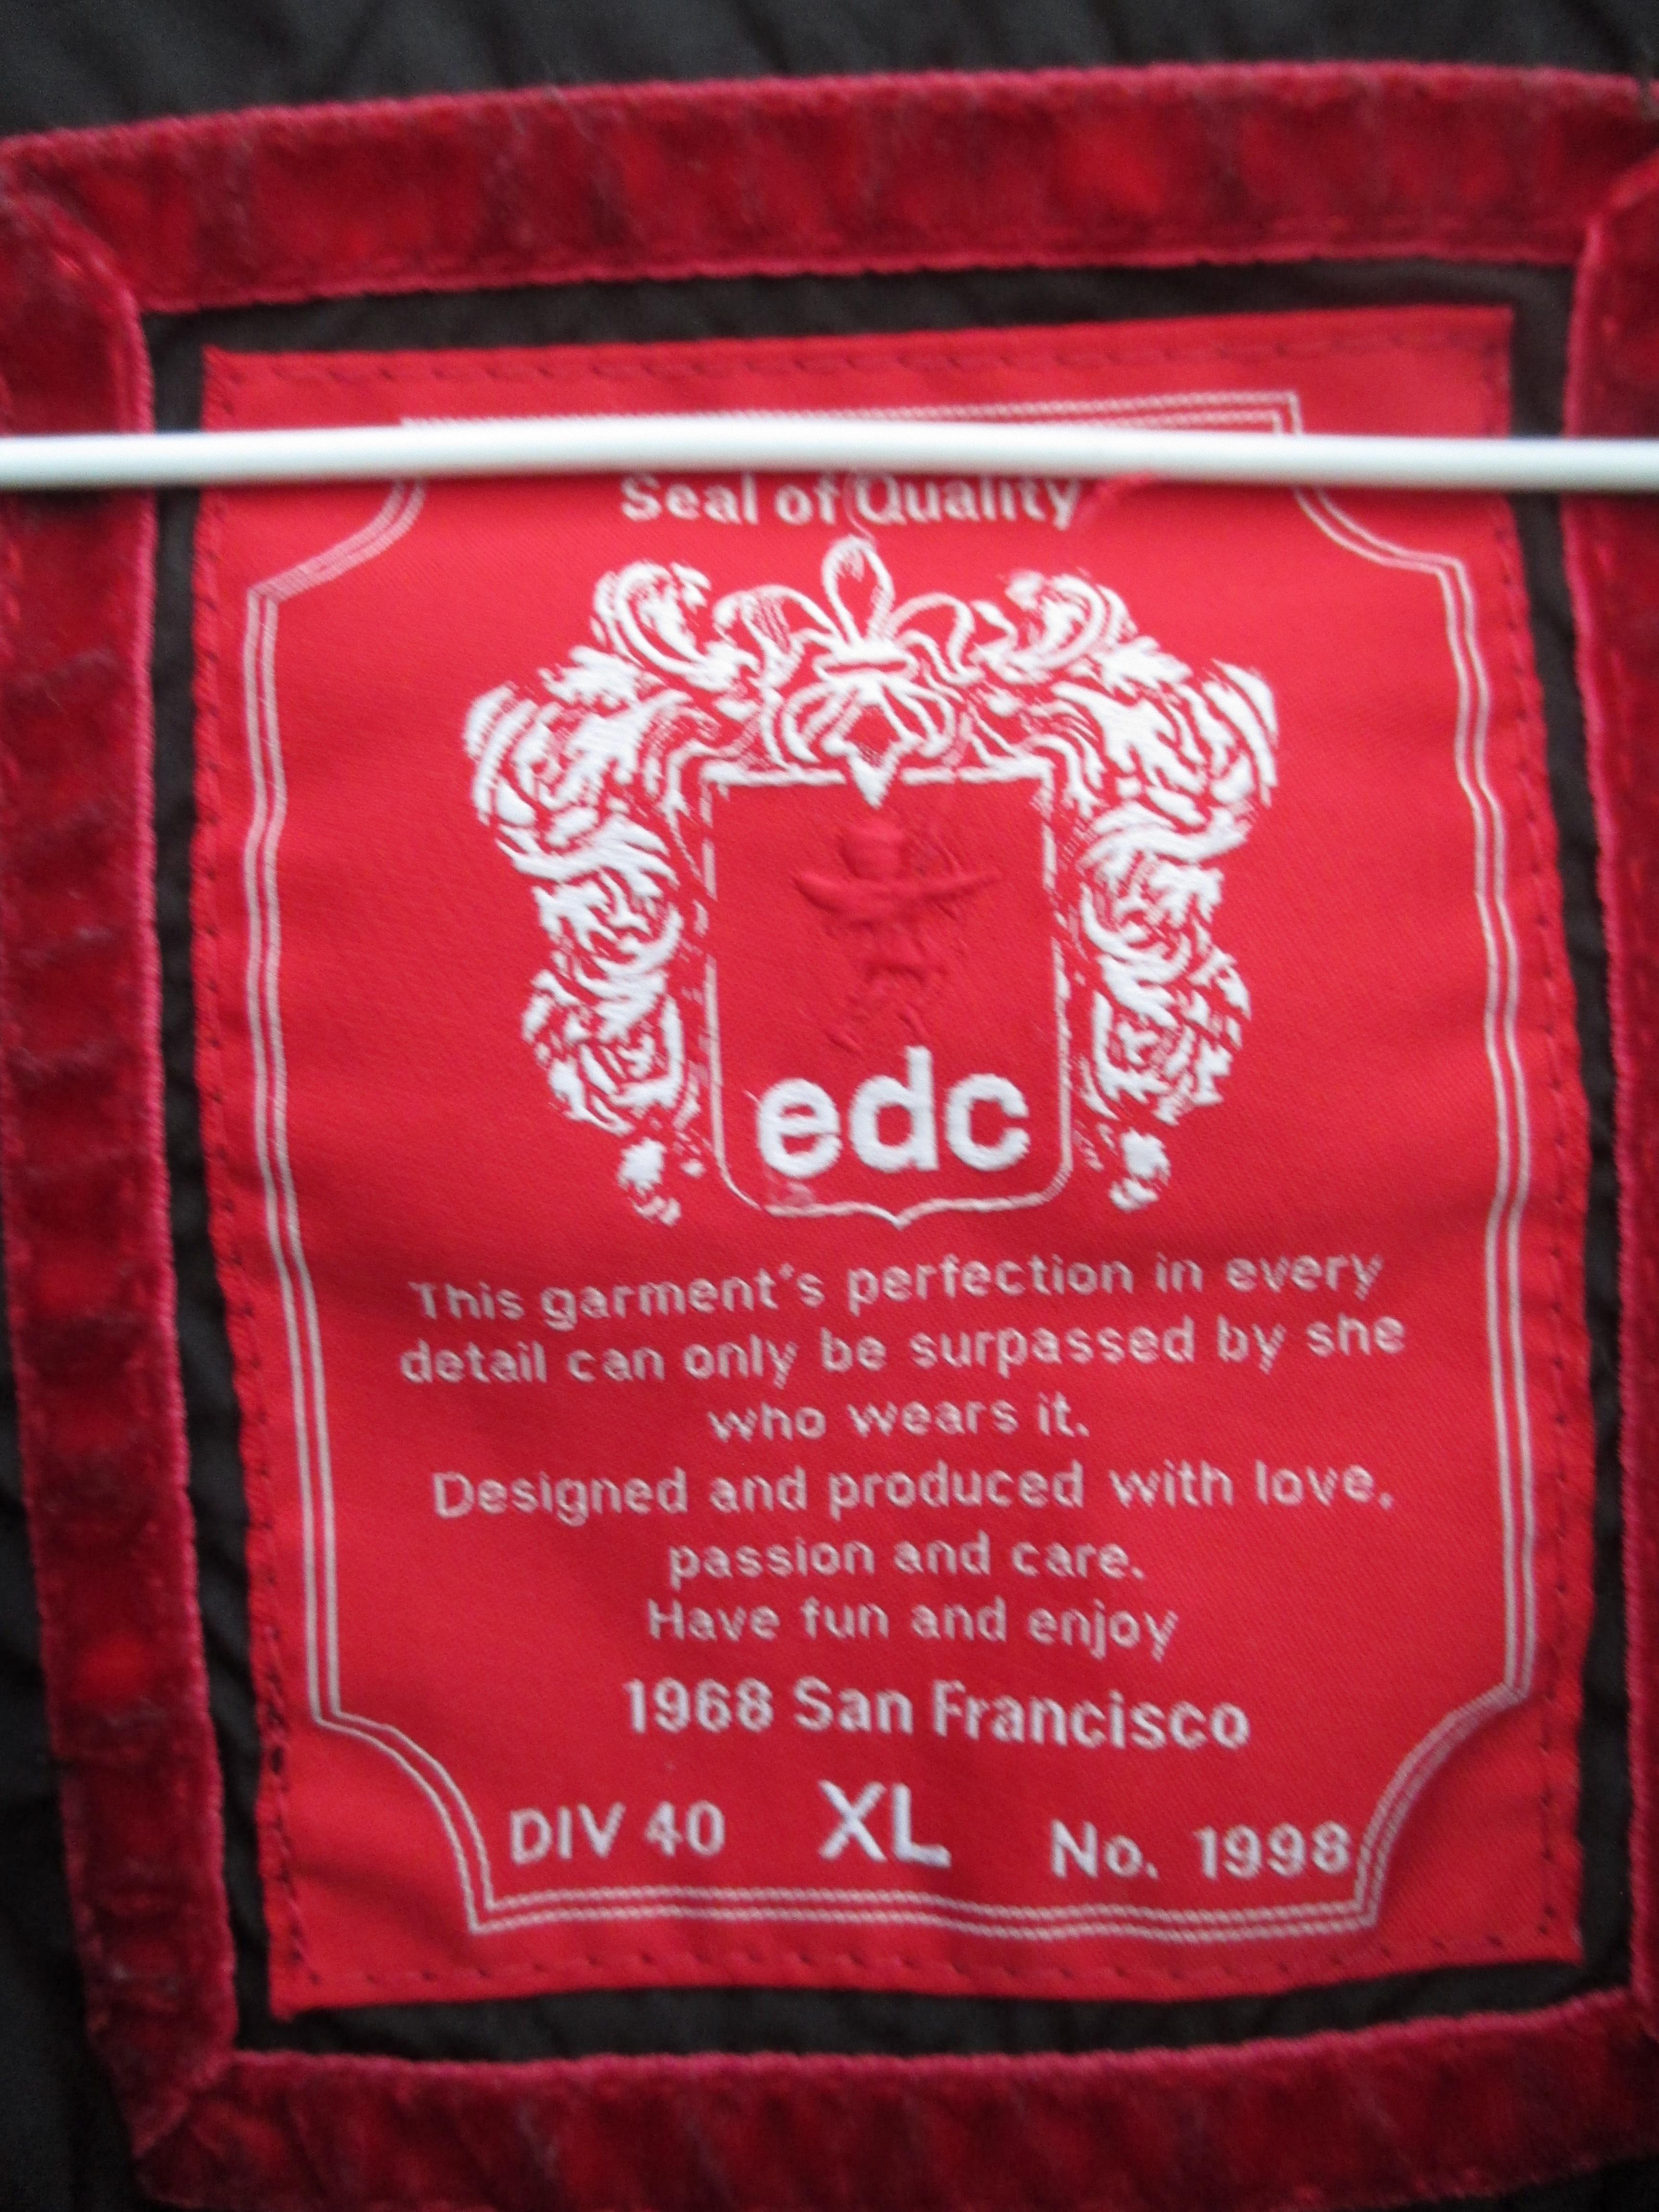 Seal of Quality
edc
This garment's perfection in every
detail can only be surpassed by she
who wears it.
Designed and produced with love,
passion and care.
Have fun and enjoy
1968 San Francisco
DIV 40 XL No. 1998